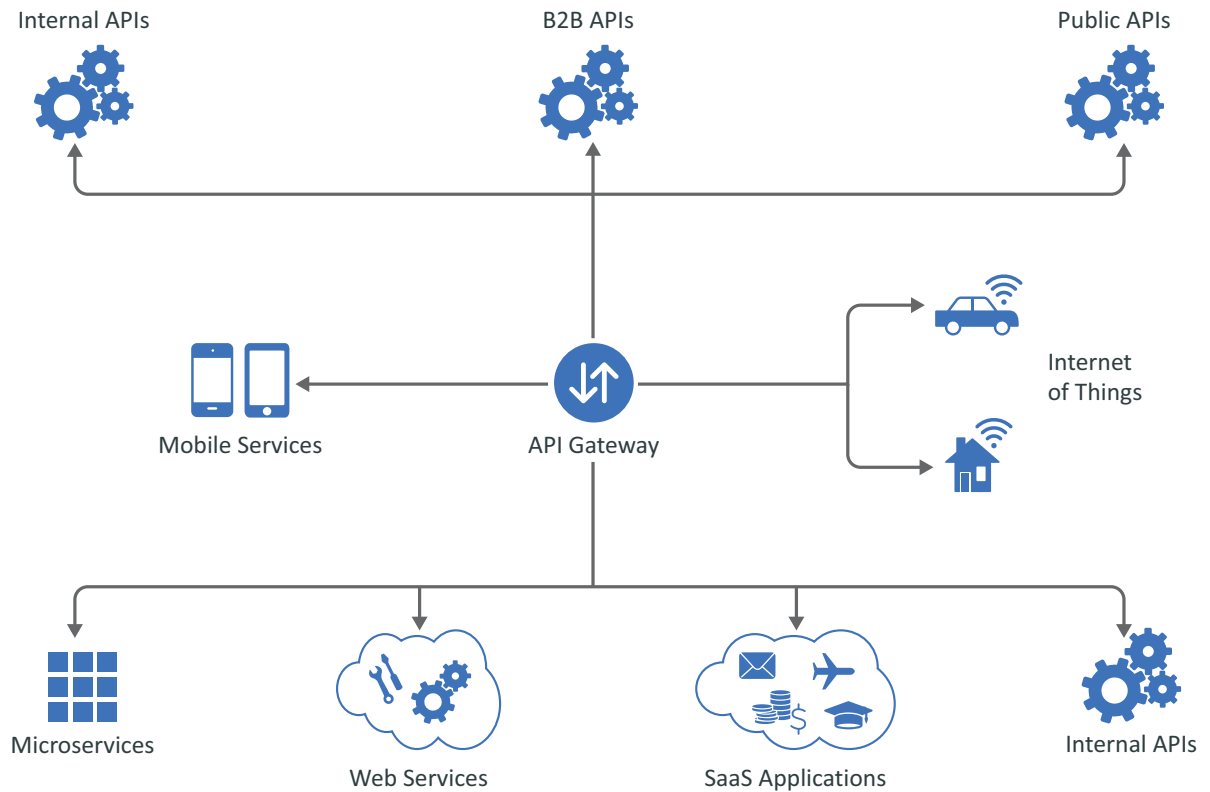 Internal APIs
B2B APIs
Public APIs
Internet
of Things
Mobile Services
API Gateway
Microservices
Internal APIs
Web Services
SaaS Applications
$